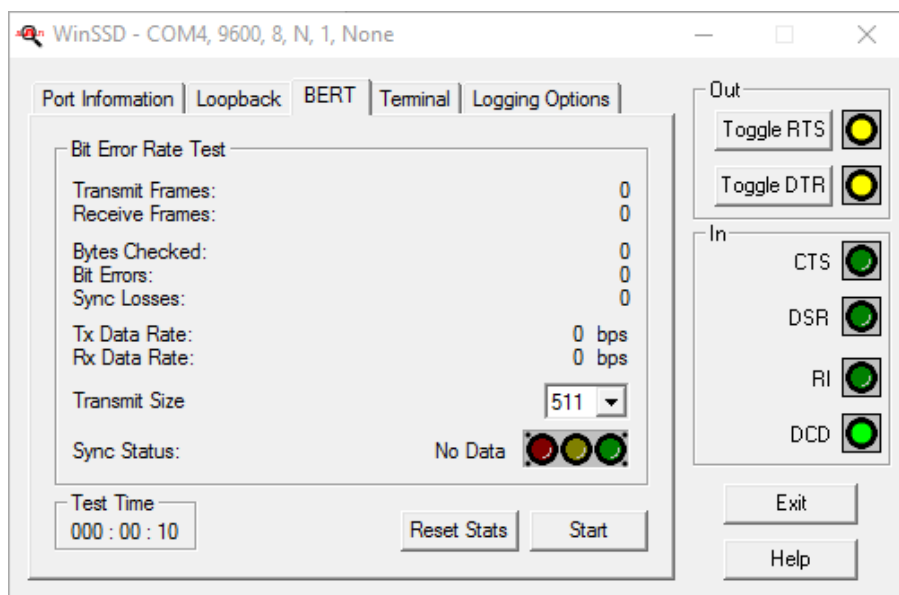 WinSSD - COM4, 9600, 8, N, 1, None
Port Information Loopback BERT Terminal Logging Options
Bit Error Rate Test
Transmit Frames: 0
Receive Frames: 0
Bytes Checked: 0
Bit Errors: 0
Sync Losses: 0
Tx Data Rate: 0 bps
Rx Data Rate: 0 bps
Transmit Size 511
Sync Status: No Data
Test Time
000 : 00 : 10
Reset Stats Start
Out
Toggle RTS
Toggle DTR
In
CTS
DSR
RI
DCD
Exit
Help